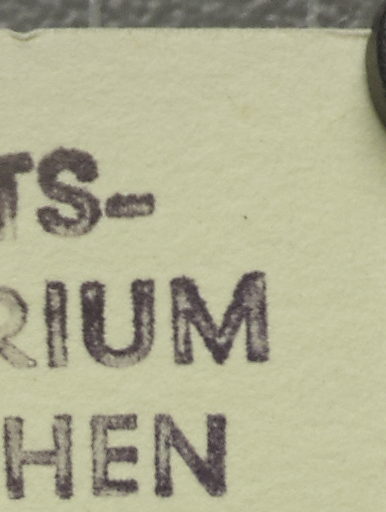 TS-
RIUM
HEN